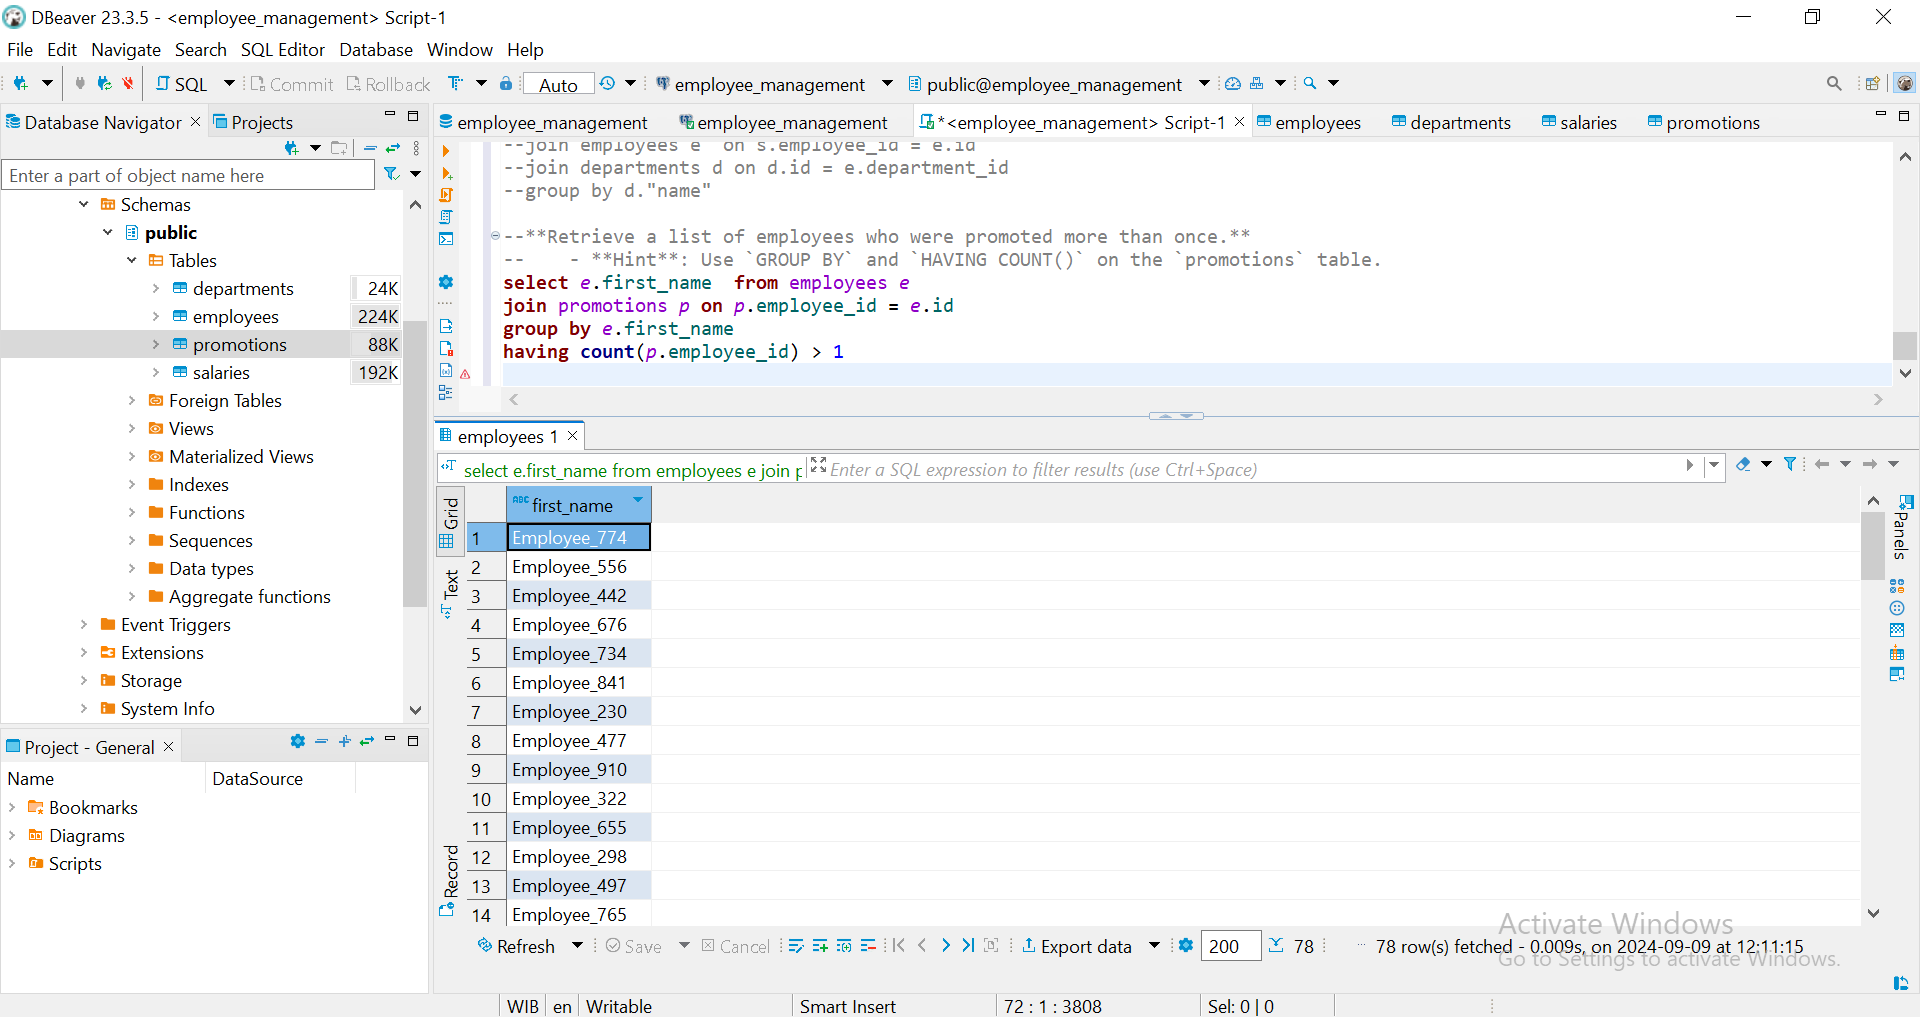 DBeaver 23.3.5 - <employee_management> Script-1
File Edit Navigate Search SQL Editor Database Window Help
SQL Commit Rollback Auto employee_management public@employee_management
Database Navigator Projects
Enter a part of object name here
Schemas
public
Tables
departments 24K
employees 224K
promotions 88K
salaries 192K
Foreign Tables
Views
Materialized Views
Indexes
Functions
Sequences
Data types
Aggregate functions
Event Triggers
Extensions
Storage
System Info
Project - General
Name DataSource
Bookmarks
Diagrams
Scripts
employee_management employee_management *<employee_management> Script-1 employees departments salaries promotions
--join employees e on s.employee_id = e.id
--join departments d on d.id = e.department_id
--group by d."name"
--**Retrieve a list of employees who were promoted more than once.**
-- - **Hint**: Use `GROUP BY` and `HAVING COUNT()` on the `promotions` table.
select e.first_name from employees e
join promotions p on p.employee_id = e.id
group by e.first_name
having count(p.employee_id) > 1
employees 1
select e.first_name from employees e join p Enter a SQL expression to filter results (use Ctrl+Space)
Grid
Text
Record
Panels
ABC first_name
1 Employee_774
2 Employee_556
3 Employee_442
4 Employee_676
5 Employee_734
6 Employee_841
7 Employee_230
8 Employee_477
9 Employee_910
10 Employee_322
11 Employee_655
12 Employee_298
13 Employee_497
14 Employee_765
Activate Windows
Go to Settings to activate Windows.
Refresh Save Cancel Export data 200 78 78 row(s) fetched - 0.009s, on 2024-09-09 at 12:11:15
WIB en Writable Smart Insert 72 : 1 : 3808 Sel: 0 | 0